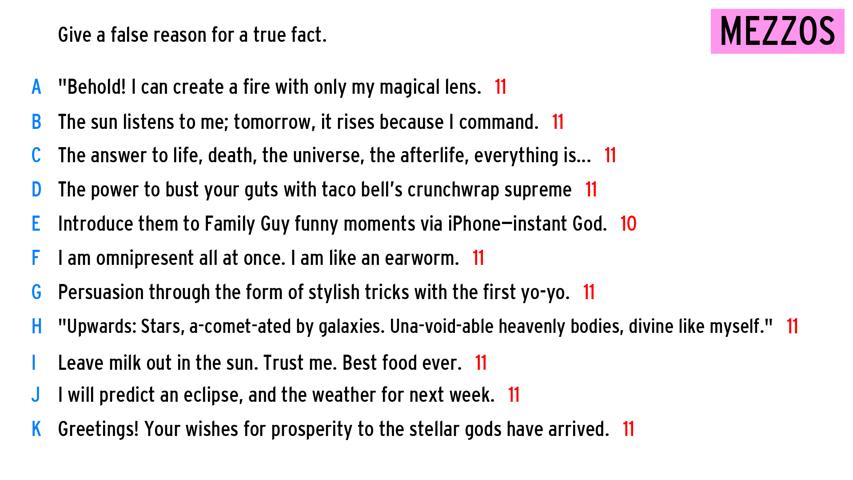 Give a false reason for a true fact.
MEZZOS
A "Behold! I can create a fire with only my magical lens. 11
B The sun listens to me; tomorrow, it rises because I command. 11
C The answer to life, death, the universe, the afterlife, everything is... 11
D The power to bust your guts with taco bell's crunchwrap supreme 11
E Introduce them to Family Guy funny moments via iPhone—instant God. 10
F I am omnipresent all at once. I am like an earworm. 11
G Persuasion through the form of stylish tricks with the first yo-yo. 11
H "Upwards: Stars, a-comet-ated by galaxies. Una-void-able heavenly bodies, divine like myself." 11
I Leave milk out in the sun. Trust me. Best food ever. 11
J I will predict an eclipse, and the weather for next week. 11
K Greetings! Your wishes for prosperity to the stellar gods have arrived. 11